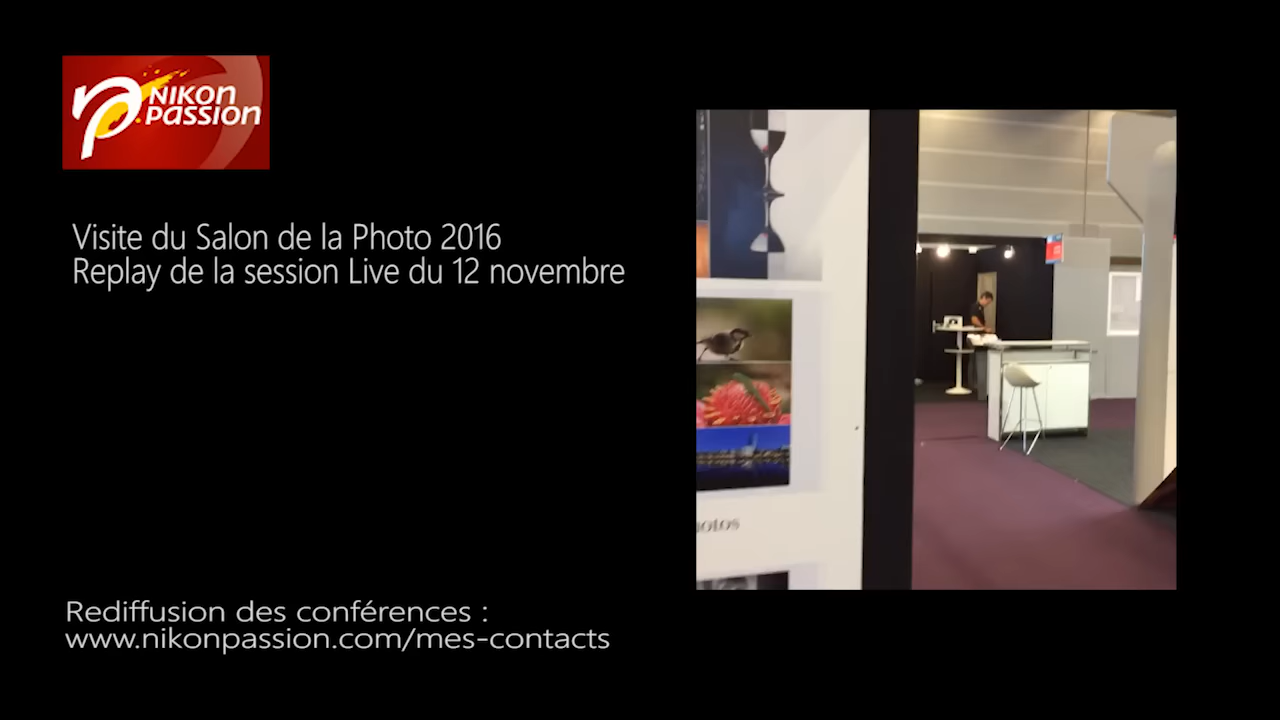 NIKON
PASSION
Visite du Salon de la Photo 2016
Replay de la session Live du 12 novembre
Rediffusion des conférences :
www.nikonpassion.com/mes-contacts